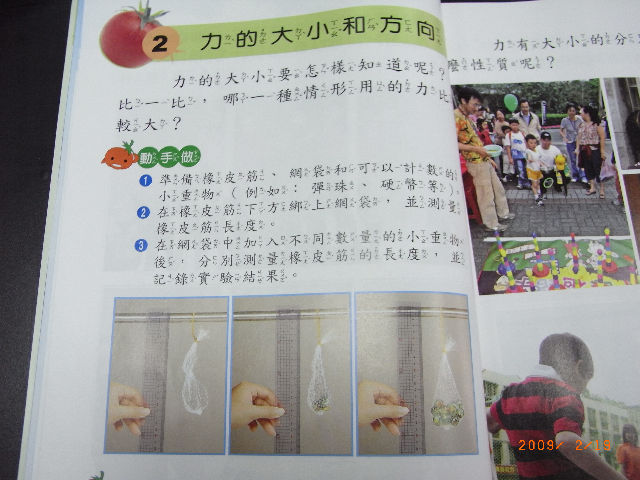 2 力的大小和方向
力的大小要怎樣知道呢？
比一比，哪一種情形用的力比
較大？
動手做
1 準備橡皮筋、網袋和可以計數的
小重物（例如：彈珠、硬幣等）。
2 在橡皮筋下方綁上網袋，並測量
橡皮筋長度。
3 在網袋中加入不同數量的小重物
後，分別測量橡皮筋的長度，並
記錄實驗結果。
力有大小的分
麼性質呢？
2009/ 2/19